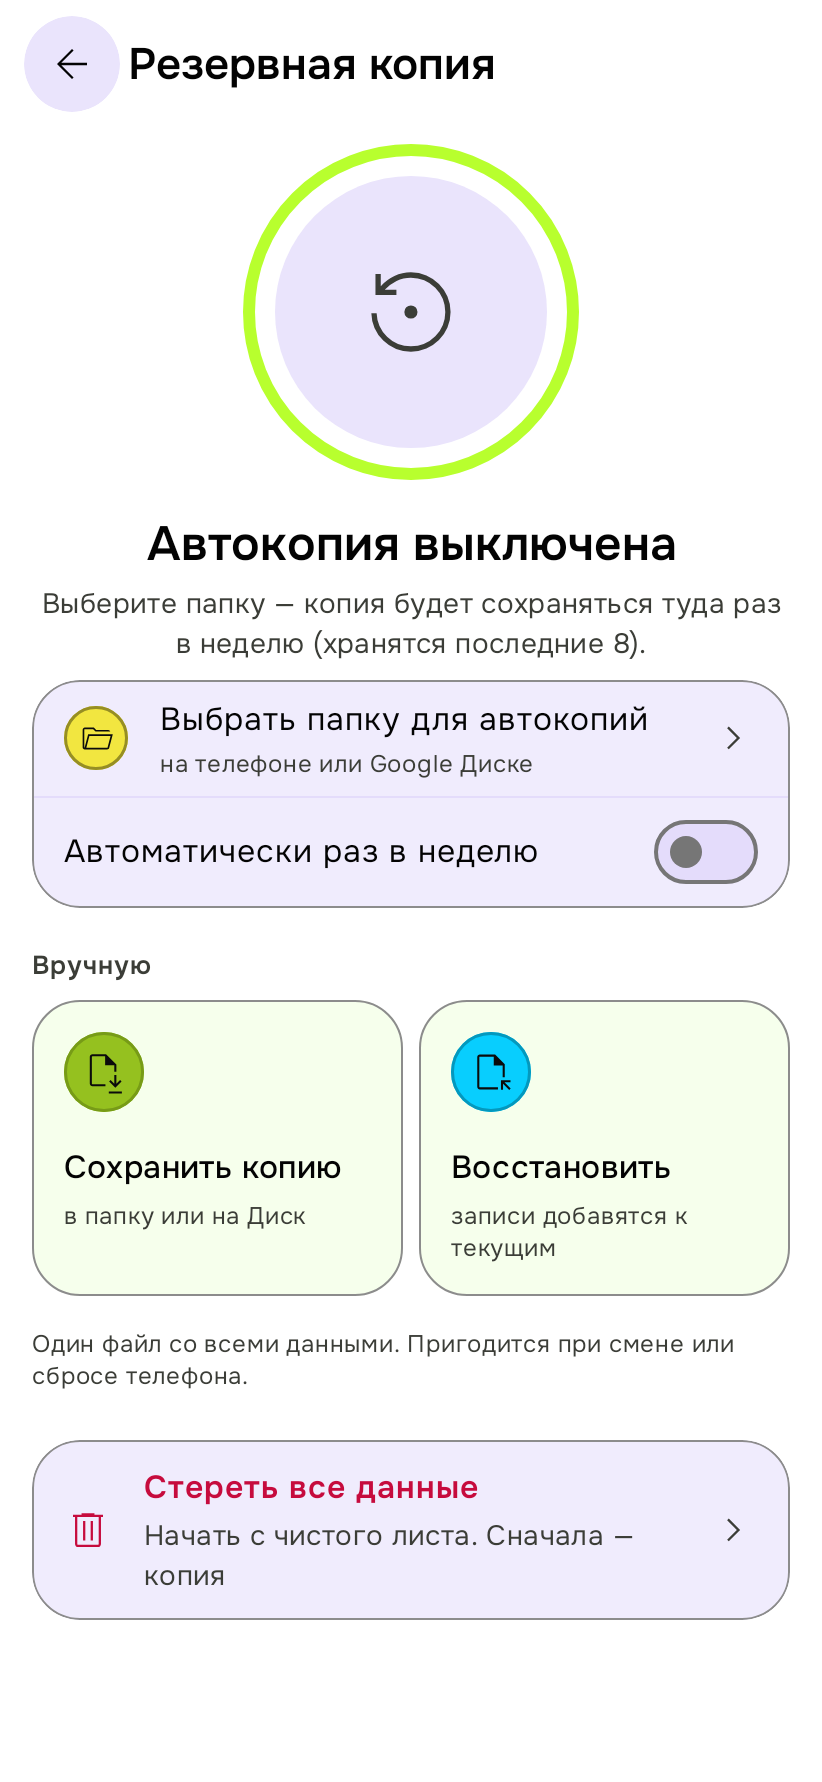 Резервная копия
Автокопия выключена
Выберите папку — копия будет сохраняться туда раз
в неделю (хранятся последние 8).
Выбрать папку для автокопий
на телефоне или Google Диске
Автоматически раз в неделю
Вручную
Сохранить копию
в папку или на Диск
Восстановить
записи добавятся к
текущим
Один файл со всеми данными. Пригодится при смене или
сбросе телефона.
Стереть все данные
Начать с чистого листа. Сначала —
копия